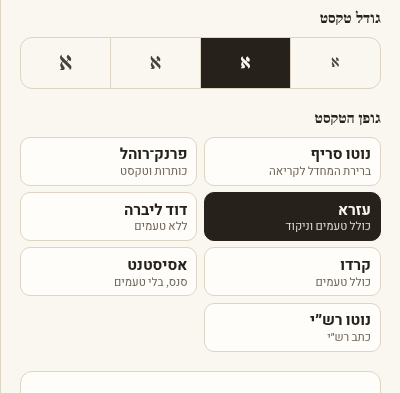 גודל טקסט
א א א א
גופן הטקסט
נוטו סריף
ברירת המחדל לקריאה
פרנק־רוהל
כותרות וטקסט
עזרא
כולל טעמים וניקוד
דוד ליברה
ללא טעמים
קרדו
כולל טעמים
אסיסטנט
סנס, בלי טעמים
נוטו רש״י
כתב רש״י